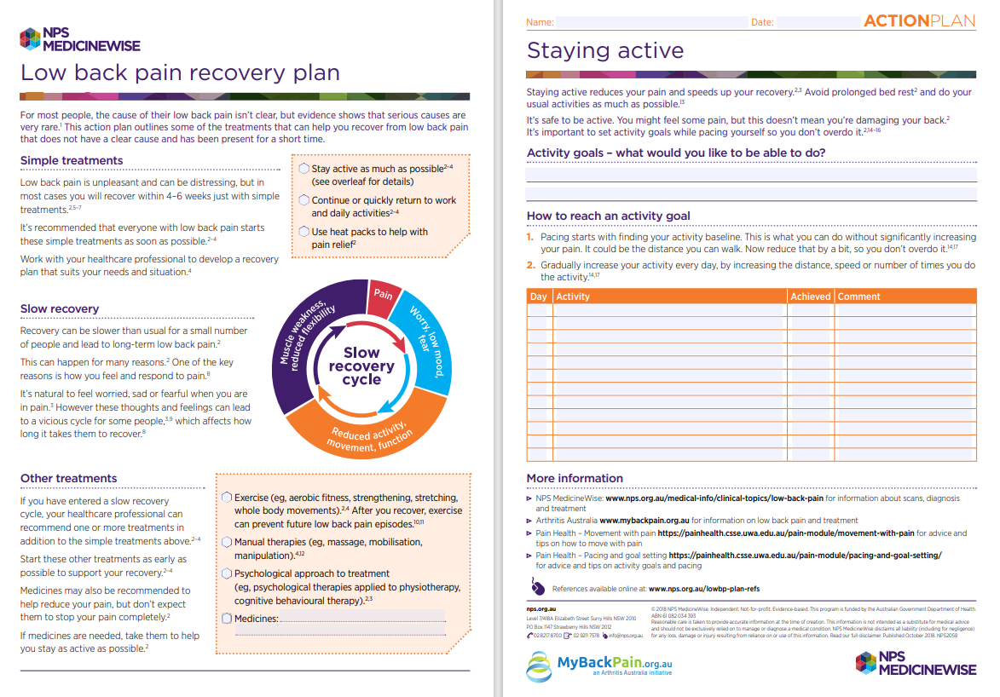 NPS
MEDICINEWISE
Low back pain recovery plan
For most people, the cause of their low back pain isn't clear, but evidence shows that serious causes are
very rare.¹ This action plan outlines some of the treatments that can help you recover from low back pain
that does not have a clear cause and has been present for a short time.
Simple treatments
Low back pain is unpleasant and can be distressing, but in
most cases you will recover within 4–6 weeks just with simple
treatments.²,⁵⁻⁷
It's recommended that everyone with low back pain starts
these simple treatments as soon as possible.²⁻⁴
Work with your healthcare professional to develop a recovery
plan that suits your needs and situation.⁴
Stay active as much as possible²⁻⁴
(see overleaf for details)
Continue or quickly return to work
and daily activities²⁻⁴
Use heat packs to help with
pain relief²
Slow recovery
Recovery can be slower than usual for a small number
of people and lead to long-term low back pain.²
This can happen for many reasons.² One of the key
reasons is how you feel and respond to pain.⁸
It's natural to feel worried, sad or fearful when you are
in pain.³ However these thoughts and feelings can lead
to a vicious cycle for some people,³,⁹ which affects how
long it takes them to recover.⁸
Muscle weakness,
reduced flexibility
Pain
Worry, low mood,
fear
Reduced activity,
movement, function
Slow
recovery
cycle
Other treatments
If you have entered a slow recovery
cycle, your healthcare professional can
recommend one or more treatments in
addition to the simple treatments above.²⁻⁴
Start these other treatments as early as
possible to support your recovery.²⁻⁴
Medicines may also be recommended to
help reduce your pain, but don't expect
them to stop your pain completely.²
If medicines are needed, take them to help
you stay as active as possible.²
Exercise (eg, aerobic fitness, strengthening, stretching,
whole body movements).²,⁴ After you recover, exercise
can prevent future low back pain episodes.¹⁰,¹¹
Manual therapies (eg, massage, mobilisation,
manipulation).⁴,¹²
Psychological approach to treatment
(eg, psychological therapies applied to physiotherapy,
cognitive behavioural therapy).²,³
Medicines:
Name:
Date:
ACTIONPLAN
Staying active
Staying active reduces your pain and speeds up your recovery.²,³ Avoid prolonged bed rest² and do your
usual activities as much as possible.¹³
It's safe to be active. You might feel some pain, but this doesn't mean you're damaging your back.²
It's important to set activity goals while pacing yourself so you don't overdo it.²,¹⁴⁻¹⁶
Activity goals – what would you like to be able to do?
How to reach an activity goal
1. Pacing starts with finding your activity baseline. This is what you can do without significantly increasing
your pain. It could be the distance you can walk. Now reduce that by a bit, so you don't overdo it.¹⁴,¹⁷
2. Gradually increase your activity every day, by increasing the distance, speed or number of times you do
the activity.¹⁴,¹⁷
Day Activity Achieved Comment
More information
NPS MedicineWise: www.nps.org.au/medical-info/clinical-topics/low-back-pain for information about scans, diagnosis
and treatment
Arthritis Australia www.mybackpain.org.au for information on low back pain and treatment
Pain Health – Movement with pain https://painhealth.csse.uwa.edu.au/pain-module/movement-with-pain for advice and
tips on how to move with pain
Pain Health – Pacing and goal setting https://painhealth.csse.uwa.edu.au/pain-module/pacing-and-goal-setting/
for advice and tips on activity goals and pacing
References available online at: www.nps.org.au/lowbp-plan-refs
nps.org.au
Level 7/418A Elizabeth Street Surry Hills NSW 2010
PO Box 1147 Strawberry Hills NSW 2012
02 8217 8700 02 9211 7578 info@nps.org.au
© 2018 NPS MedicineWise. Independent. Not-for-profit. Evidence-based. This program is funded by the Australian Government Department of Health.
ABN 61 082 034 393
Reasonable care is taken to provide accurate information at the time of creation. This information is not intended as a substitute for medical advice
and should not be exclusively relied on to manage or diagnose a medical condition. NPS MedicineWise disclaims all liability (including for negligence)
for any loss, damage or injury resulting from reliance on or use of this information. Read our full disclaimer. Published October 2018. NPS2059
MyBackPain.org.au
an Arthritis Australia initiative
NPS
MEDICINEWISE